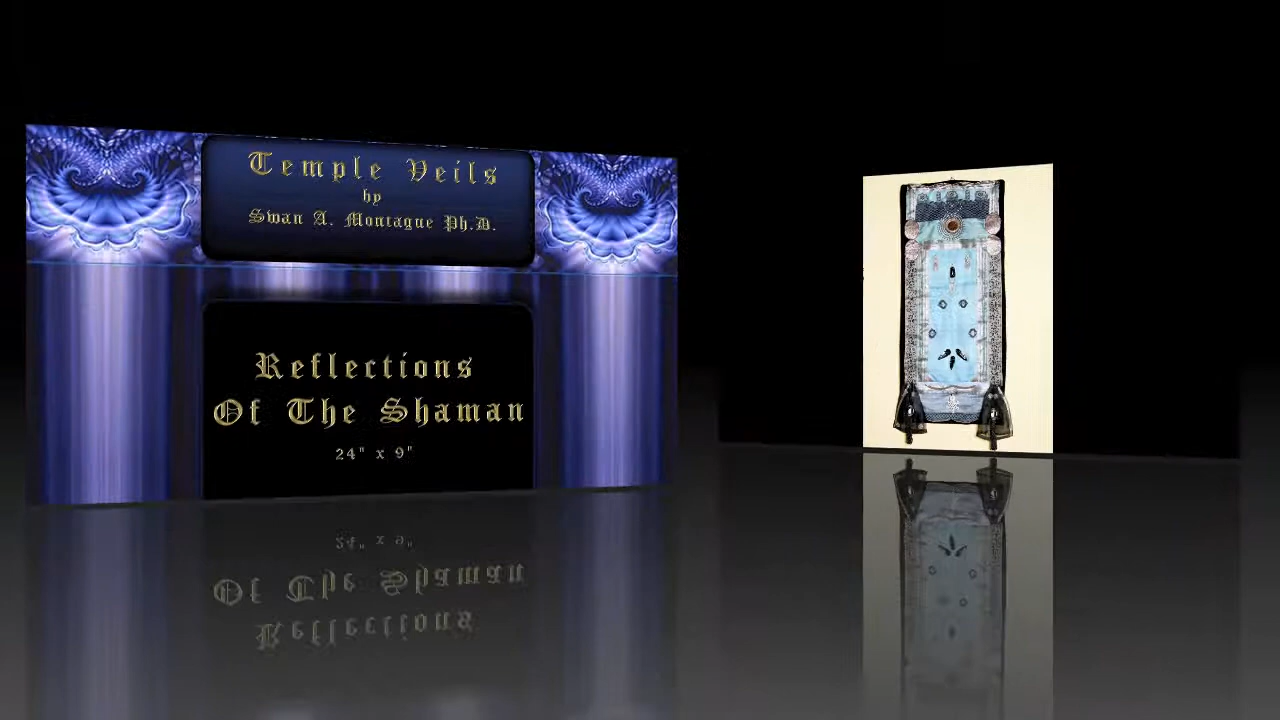 Temple Veils
by
Swan A. Montague Ph.D.
Reflections
Of The Shaman
24" x 9"